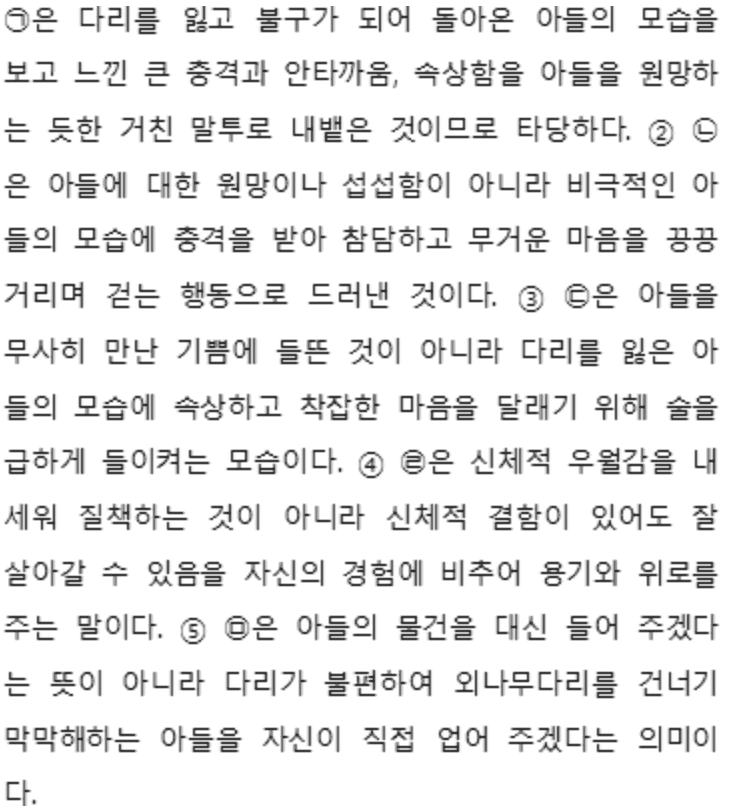 ㉠은 다리를 잃고 불구가 되어 돌아온 아들의 모습을
보고 느낀 큰 충격과 안타까움, 속상함을 아들을 원망하
는 듯한 거친 말투로 내뱉은 것이므로 타당하다. ② ㉡
은 아들에 대한 원망이나 섭섭함이 아니라 비극적인 아
들의 모습에 충격을 받아 참담하고 무거운 마음을 끙끙
거리며 걷는 행동으로 드러낸 것이다. ③ ㉢은 아들을
무사히 만난 기쁨에 들뜬 것이 아니라 다리를 잃은 아
들의 모습에 속상하고 착잡한 마음을 달래기 위해 술을
급하게 들이켜는 모습이다. ④ ㉣은 신체적 우월감을 내
세워 질책하는 것이 아니라 신체적 결함이 있어도 잘
살아갈 수 있음을 자신의 경험에 비추어 용기와 위로를
주는 말이다. ⑤ ㉤은 아들의 물건을 대신 들어 주겠다
는 뜻이 아니라 다리가 불편하여 외나무다리를 건너기
막막해하는 아들을 자신이 직접 업어 주겠다는 의미이
다.